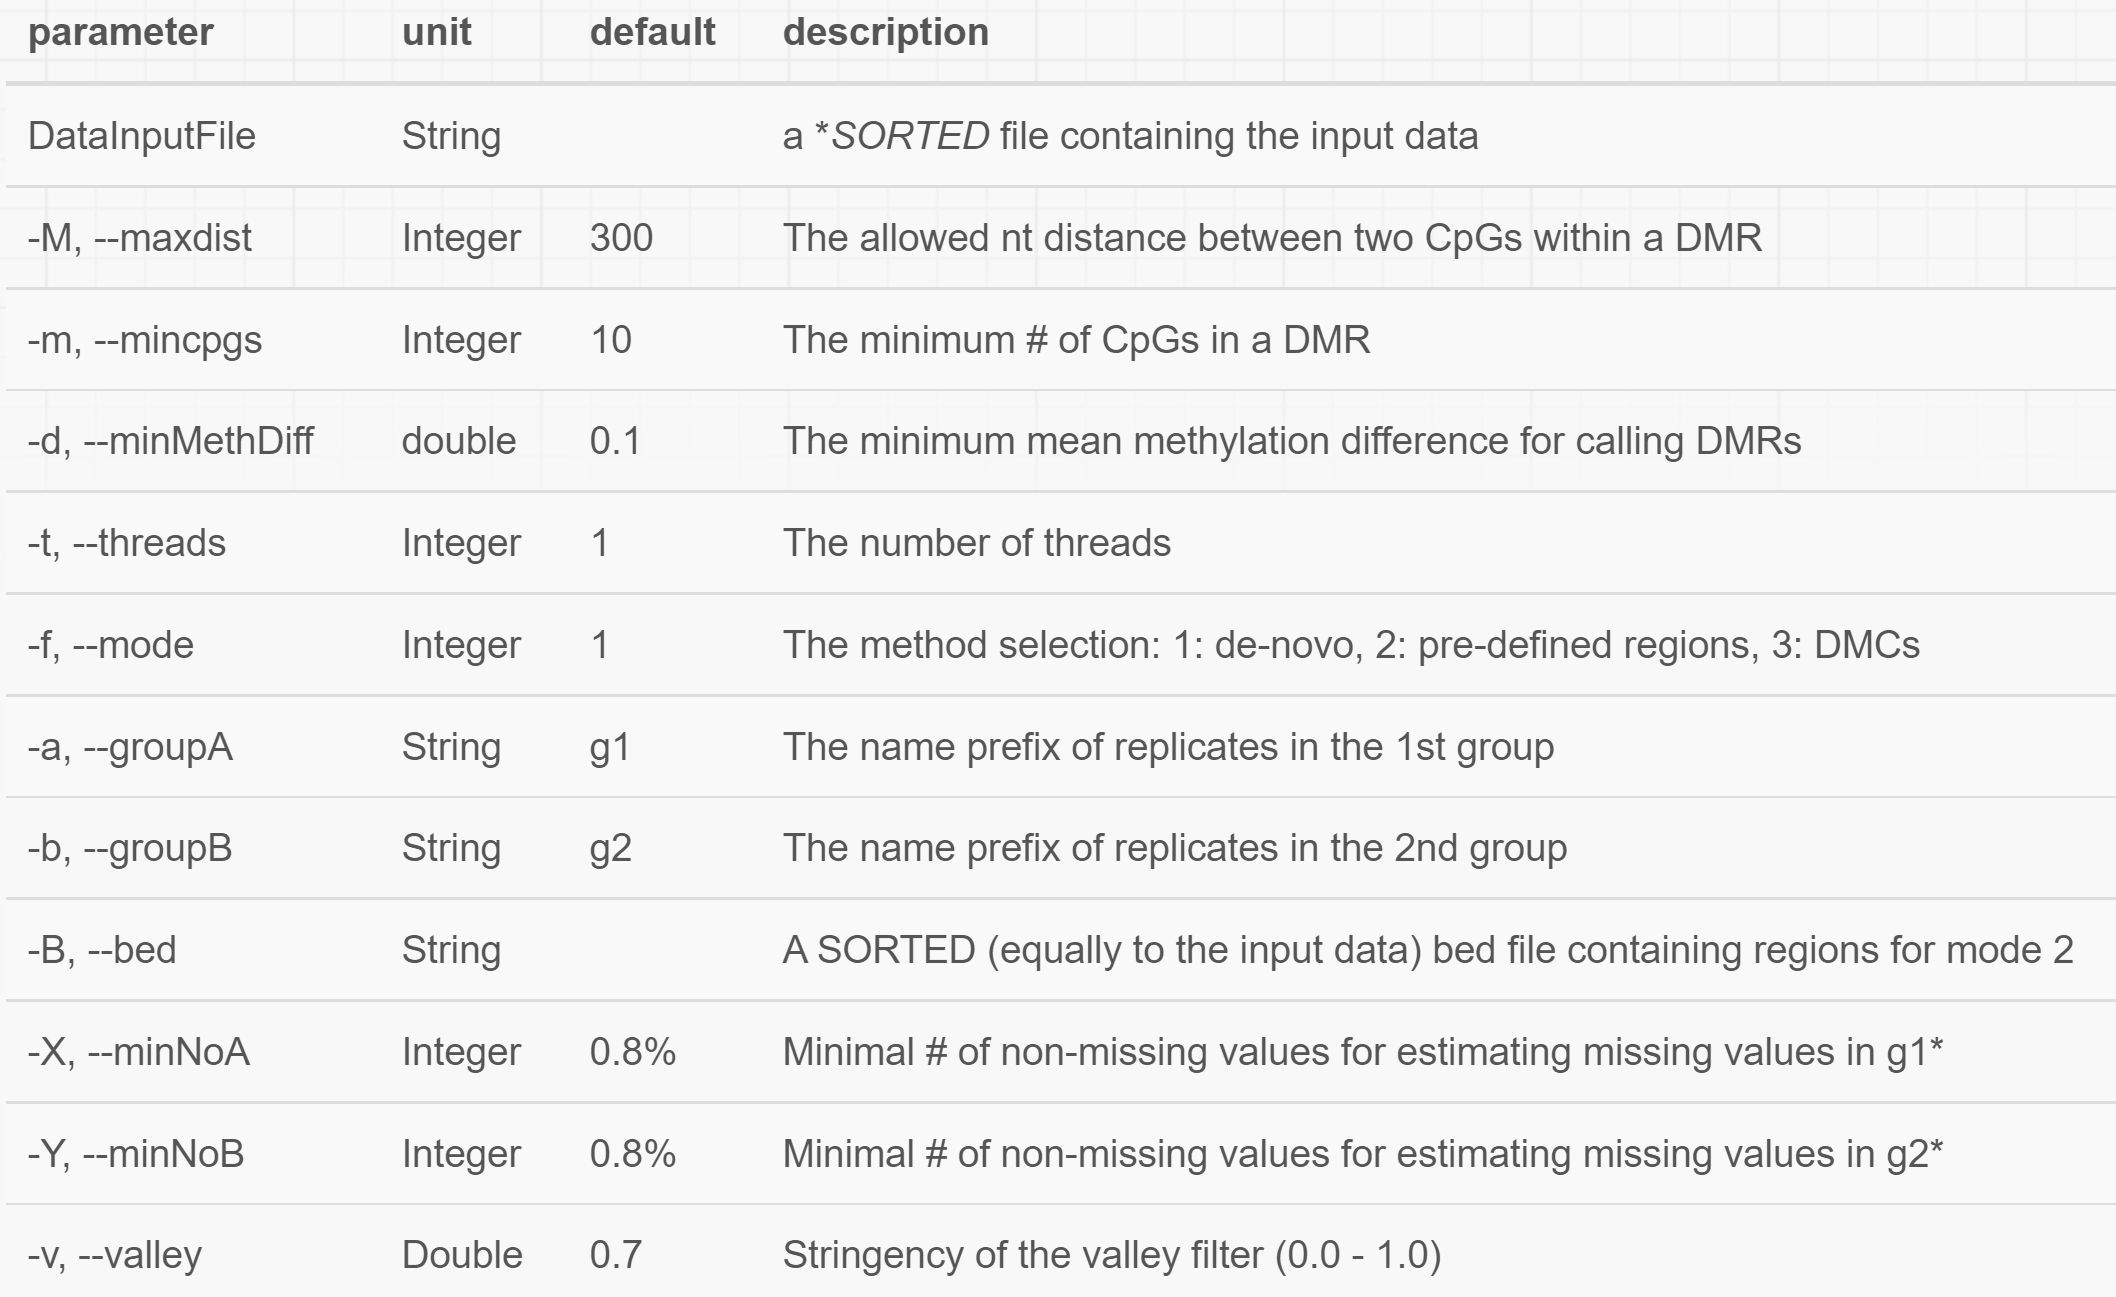 parameter unit default description
DataInputFile String a *SORTED file containing the input data
-M, --maxdist Integer 300 The allowed nt distance between two CpGs within a DMR
-m, --mincpgs Integer 10 The minimum # of CpGs in a DMR
-d, --minMethDiff double 0.1 The minimum mean methylation difference for calling DMRs
-t, --threads Integer 1 The number of threads
-f, --mode Integer 1 The method selection: 1: de-novo, 2: pre-defined regions, 3: DMCs
-a, --groupA String g1 The name prefix of replicates in the 1st group
-b, --groupB String g2 The name prefix of replicates in the 2nd group
-B, --bed String A SORTED (equally to the input data) bed file containing regions for mode 2
-X, --minNoA Integer 0.8% Minimal # of non-missing values for estimating missing values in g1*
-Y, --minNoB Integer 0.8% Minimal # of non-missing values for estimating missing values in g2*
-v, --valley Double 0.7 Stringency of the valley filter (0.0 - 1.0)